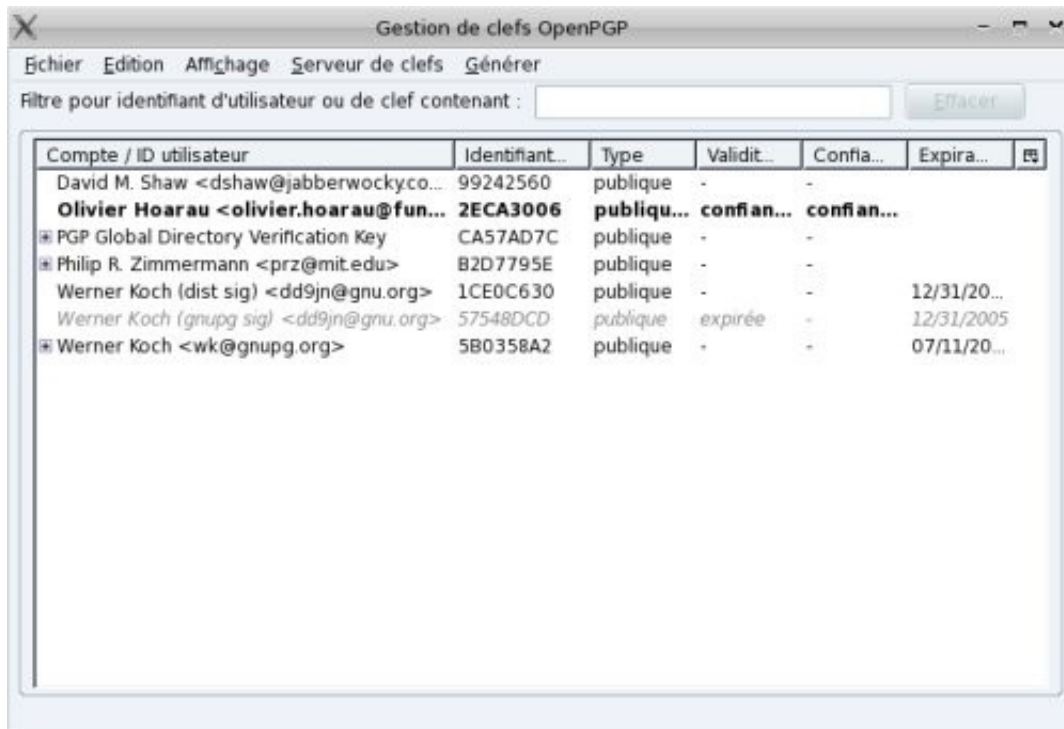 Gestion de clefs OpenPGP
Fichier Edition Affichage Serveur de clefs Générer
Filtre pour identifiant d'utilisateur ou de clef contenant : Effacer
Compte / ID utilisateur Identifiant... Type Validit... Confia... Expira...
David M. Shaw <dshaw@jabberwocky.co... 99242560 publique - -
Olivier Hoarau <olivier.hoarau@fun... 2ECA3006 publiqu... confian... confian...
PGP Global Directory Verification Key CA57AD7C publique - -
Philip R. Zimmermann <prz@mit.edu> B2D7795E publique - -
Werner Koch (dist sig) <dd9jn@gnu.org> 1CE0C630 publique - - 12/31/20...
Werner Koch (gnupg sig) <dd9jn@gnu.org> 57548DCD publique expirée - 12/31/2005
Werner Koch <wk@gnupg.org> 5B0358A2 publique - - 07/11/20...